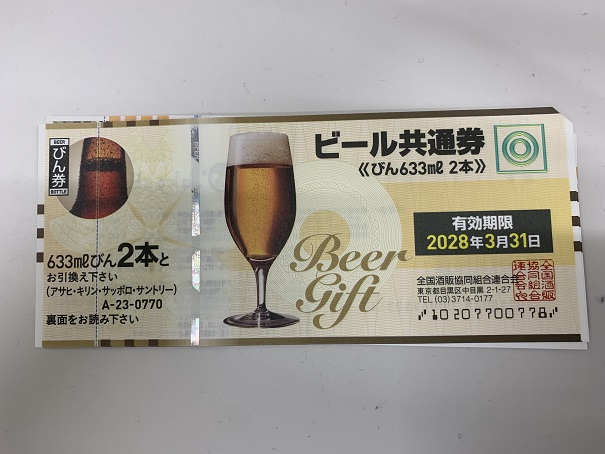 BEER
びん券
BOTTLE
633mlびん2本と
お引換え下さい
(アサヒ・キリン・サッポロ・サントリー)
A-23-0770
裏面をお読み下さい
ビール共通券
《びん633ml 2本》
有効期限
2028年3月31日
Beer
Gift
全国酒販協同組合連合会
東京都目黒区中目黒 2-1-27
TEL (03) 3714-0177
全国酒販
協同組合
連合会
10207700778